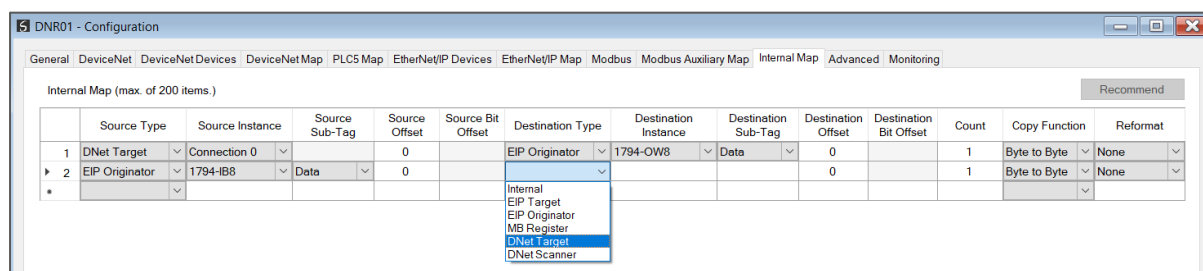 DNR01 - Configuration
General DeviceNet DeviceNet Devices DeviceNet Map PLC5 Map EtherNet/IP Devices EtherNet/IP Map Modbus Modbus Auxiliary Map Internal Map Advanced Monitoring
Internal Map (max. of 200 items.) Recommend
Source Type Source Instance Source Sub-Tag Source Offset Source Bit Offset Destination Type Destination Instance Destination Sub-Tag Destination Offset Destination Bit Offset Count Copy Function Reformat
1 DNet Target Connection 0 0 EIP Originator 1794-OW8 Data 0 1 Byte to Byte None
2 EIP Originator 1794-IB8 Data 0 0 1 Byte to Byte None
Internal
EIP Target
EIP Originator
MB Register
DNet Target
DNet Scanner